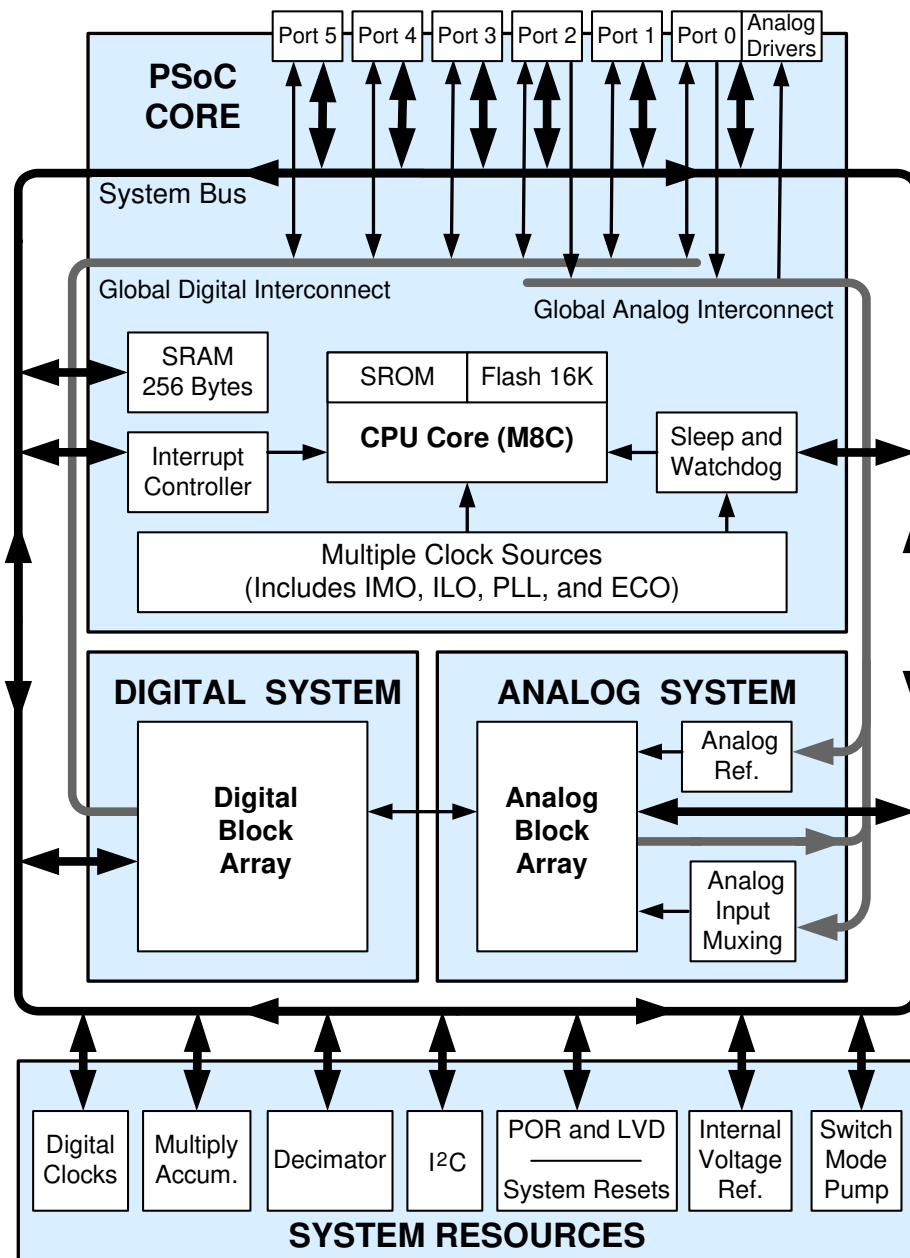 Port 5
Port 4
Port 3
Port 2
Port 1
Port 0
Analog
Drivers
PSoC
CORE
System Bus
Global Digital Interconnect
Global Analog Interconnect
SRAM
256 Bytes
SROM
Flash 16K
CPU Core (M8C)
Interrupt
Controller
Sleep and
Watchdog
Multiple Clock Sources
(Includes IMO, ILO, PLL, and ECO)
DIGITAL SYSTEM
Digital
Block
Array
ANALOG SYSTEM
Analog
Block
Array
Analog
Ref.
Analog
Input
Muxing
Digital
Clocks
Multiply
Accum.
Decimator
I²C
POR and LVD
System Resets
Internal
Voltage
Ref.
Switch
Mode
Pump
SYSTEM RESOURCES